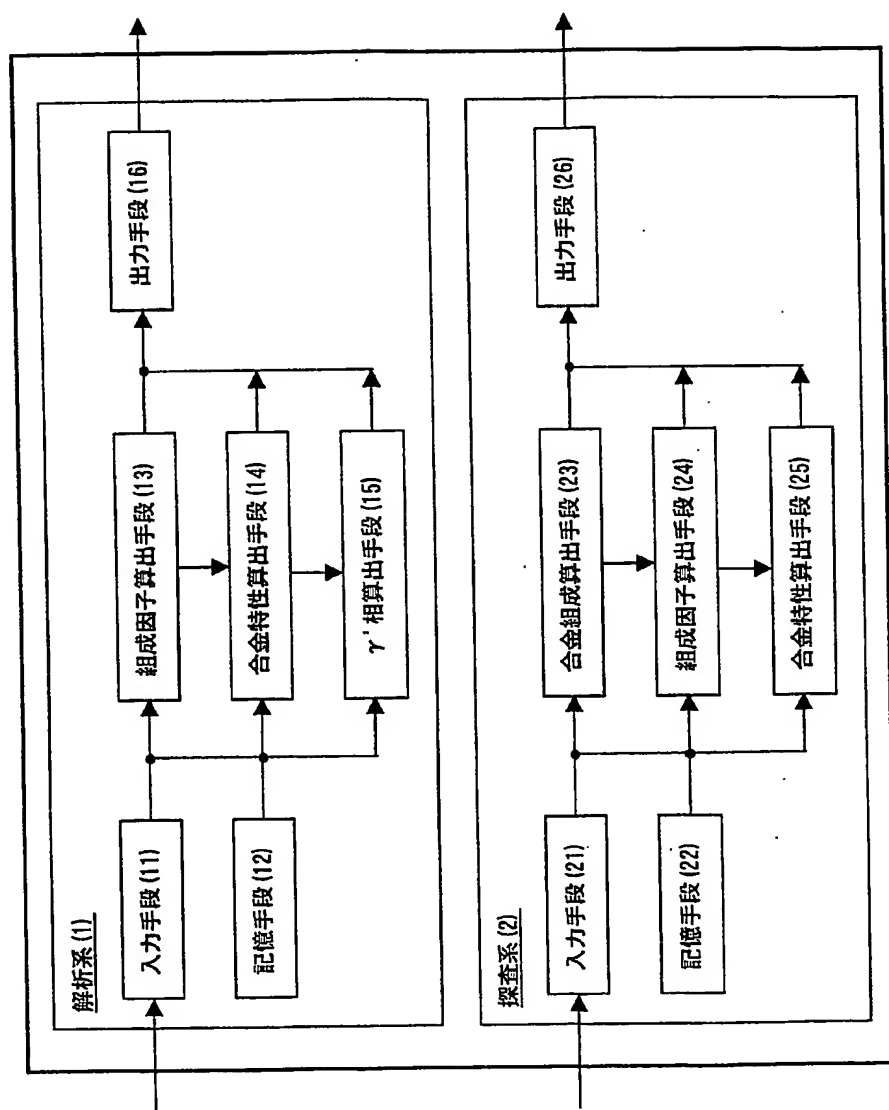 解析系(1)
入力手段(11)
記憶手段(12)
組成因子算出手段(13)
合金特性算出手段(14)
γ'相算出手段(15)
出力手段(16)
探査系(2)
入力手段(21)
記憶手段(22)
合金組成算出手段(23)
組成因子算出手段(24)
合金特性算出手段(25)
出力手段(26)